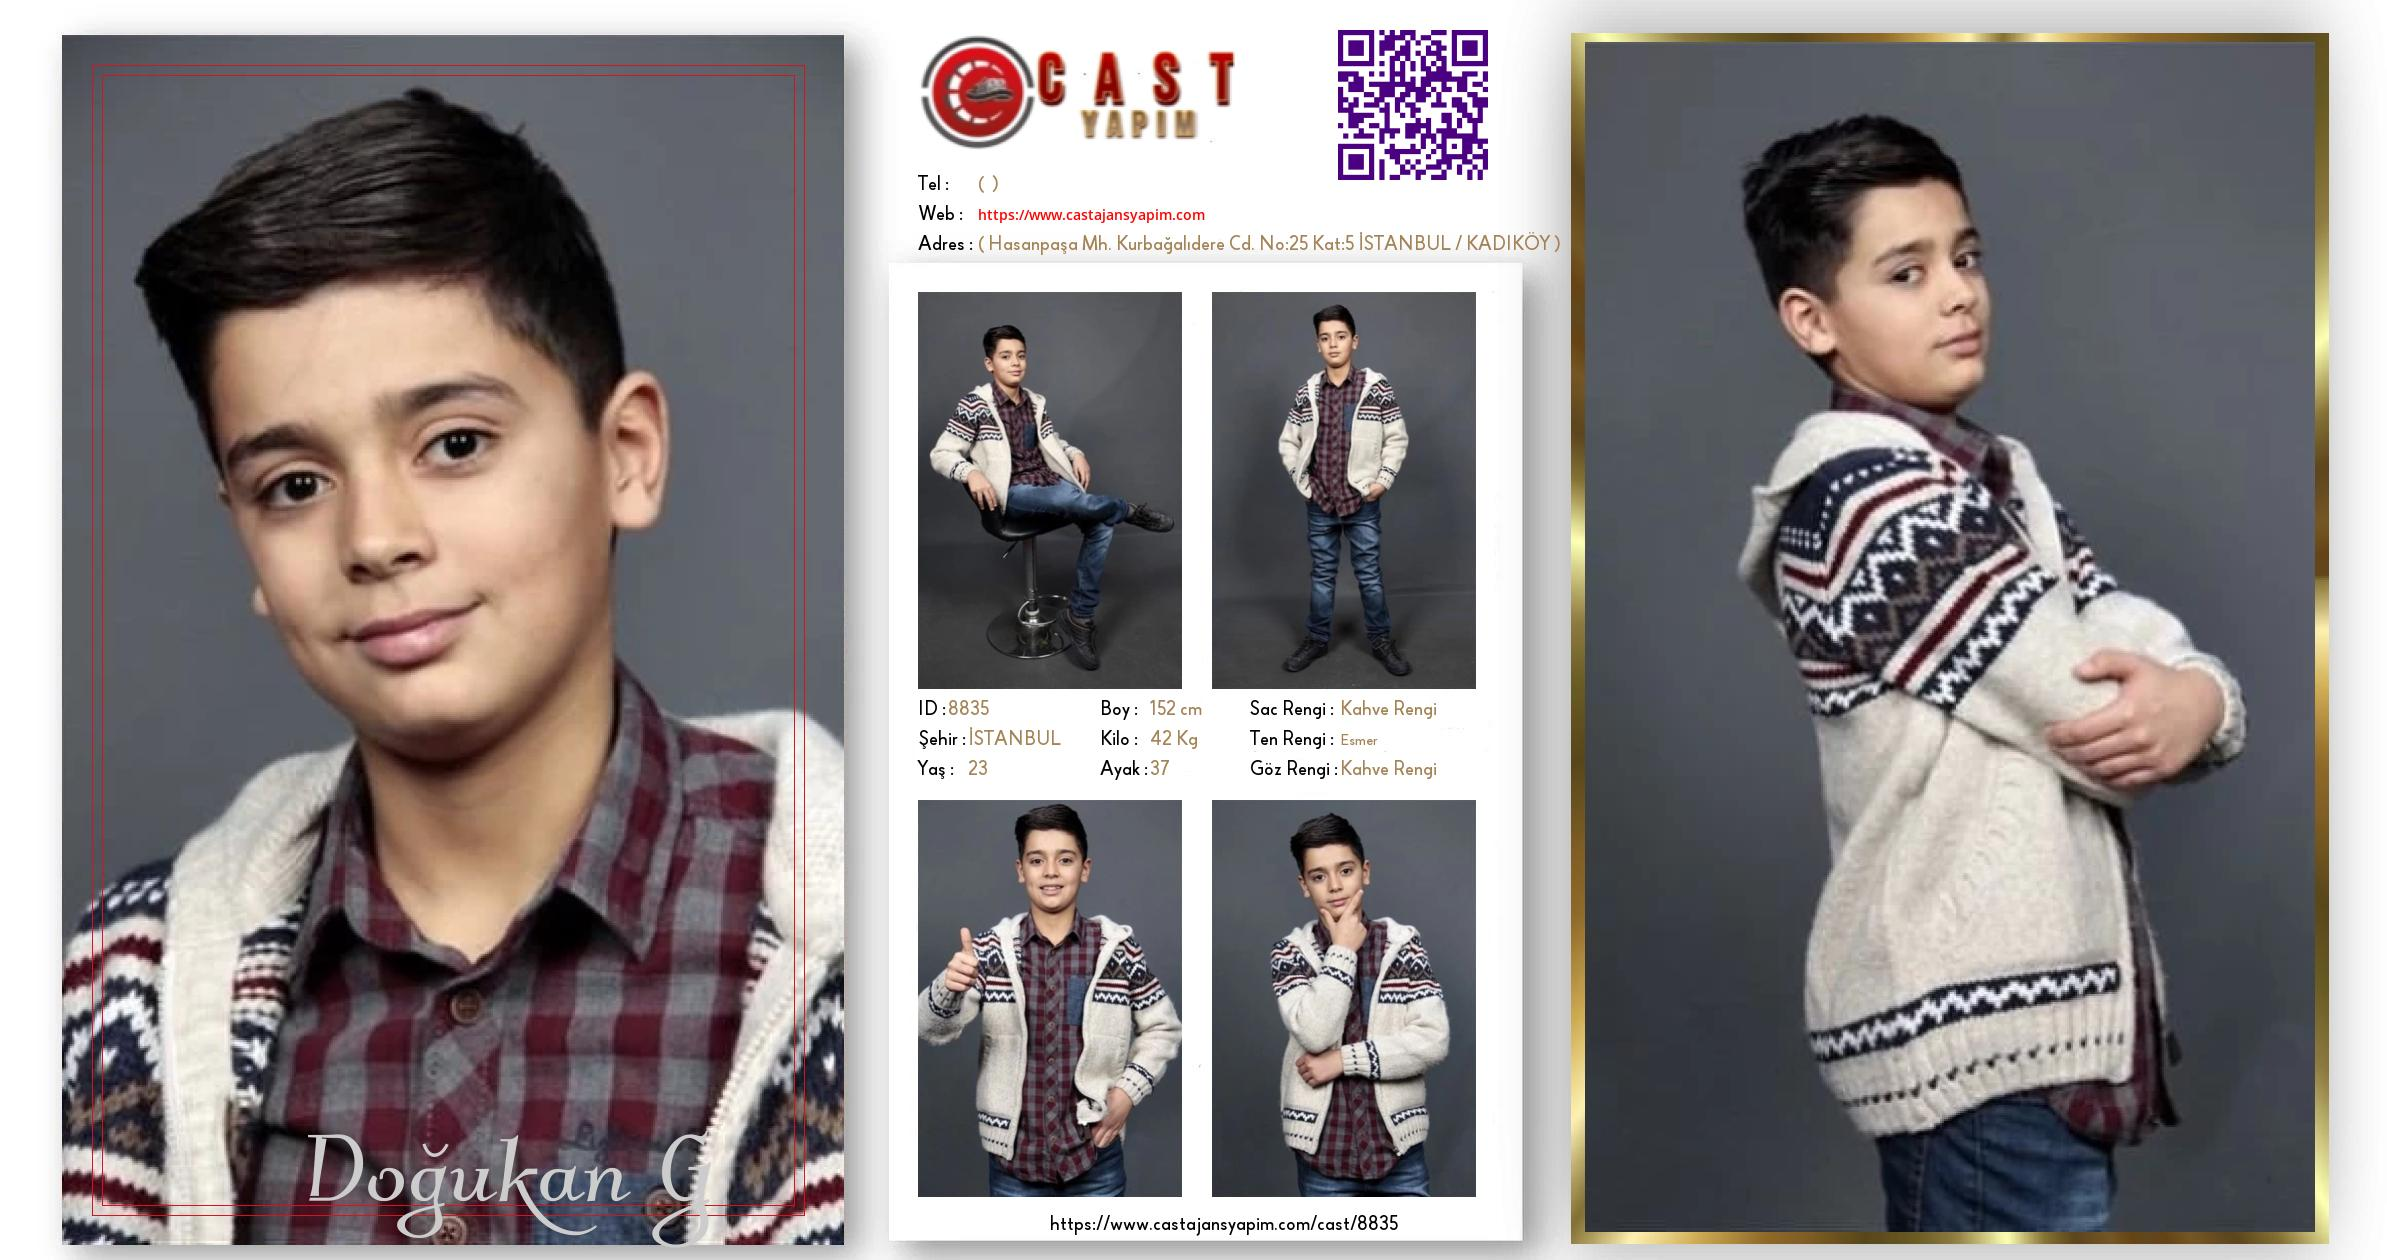 CAST
YAPIM
Tel : ( )
Web : https://www.castajansyapim.com
Adres : ( Hasanpaşa Mh. Kurbağalıdere Cd. No:25 Kat:5 İSTANBUL / KADIKÖY )
ID : 8835 Boy : 152 cm Sac Rengi : Kahve Rengi
Şehir : İSTANBUL Kilo : 42 Kg Ten Rengi : Esmer
Yaş : 23 Ayak : 37 Göz Rengi : Kahve Rengi
Doğukan G
https://www.castajansyapim.com/cast/8835